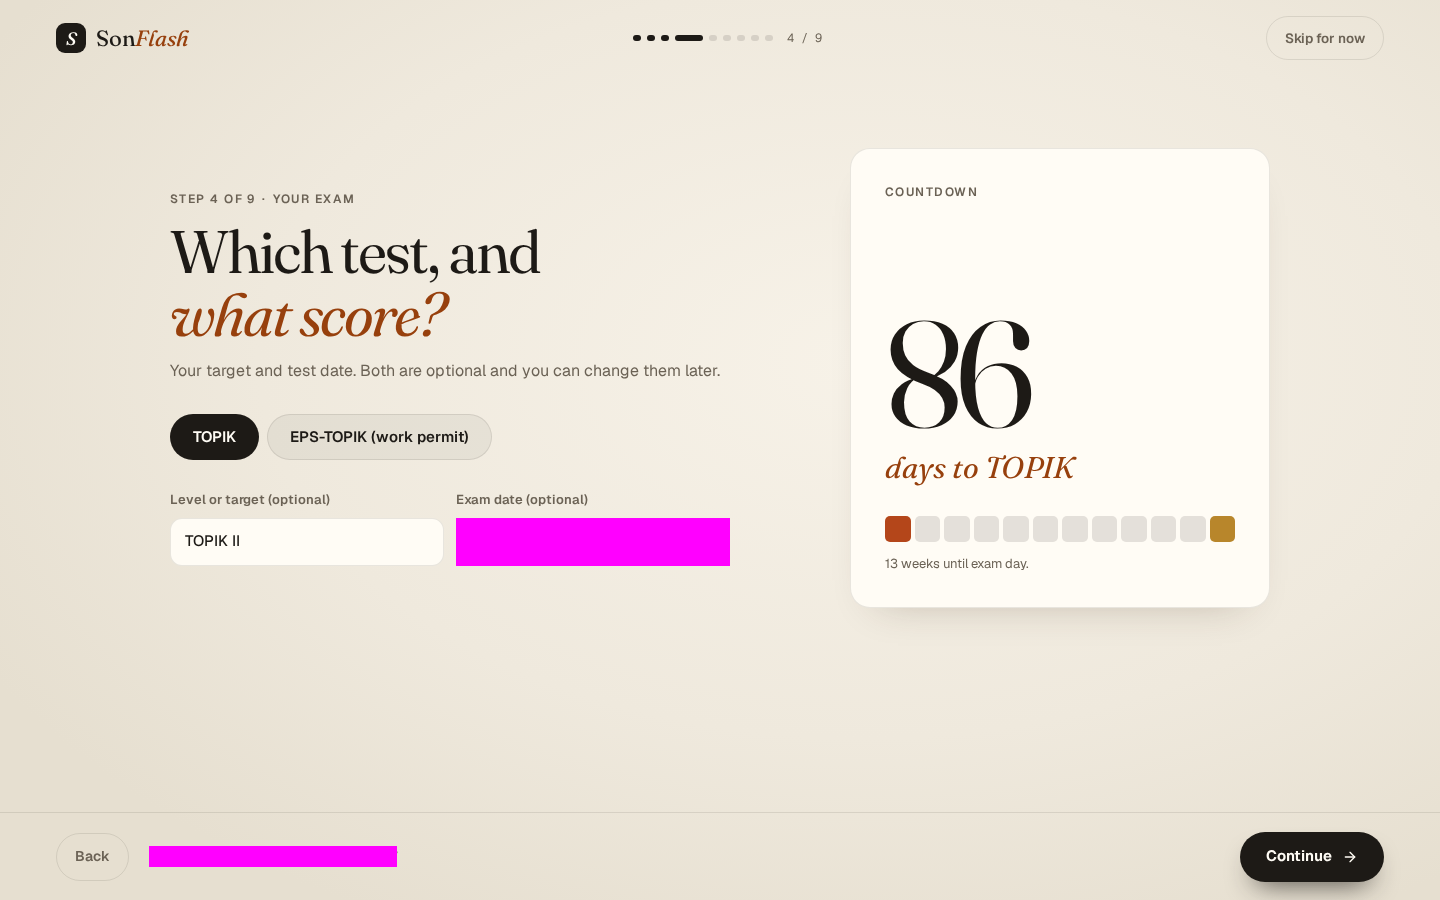 S SonFlash
4 / 9
Skip for now
STEP 4 OF 9 · YOUR EXAM
Which test, and
what score?
Your target and test date. Both are optional and you can change them later.
TOPIK
EPS-TOPIK (work permit)
Level or target (optional)
Exam date (optional)
TOPIK II
COUNTDOWN
86
days to TOPIK
13 weeks until exam day.
Back
Continue →